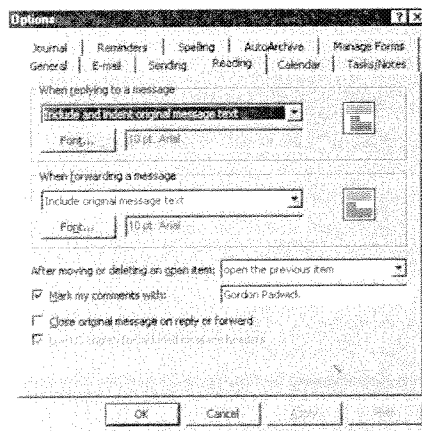 Options
Journal Reminders Spelling AutoArchive Manage Forms
General E-mail Sending Reading Calendar Tasks/Notes
When replying to a message
Include and indent original message text
Font... 10 pt. Arial
When forwarding a message
Include original message text
Font... 10 pt. Arial
After moving or deleting an open item: open the previous item
Mark my comments with: Gordon Padwick
Close original message on reply or forward
OK Cancel Apply